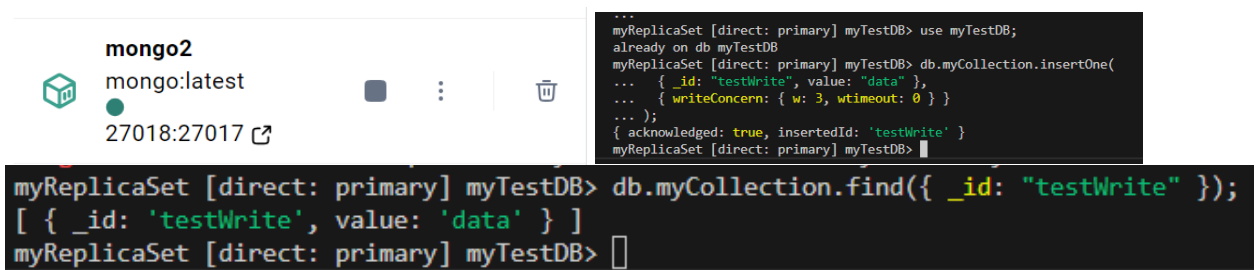 mongo2
mongo:latest
27018:27017
...
myReplicaSet [direct: primary] myTestDB> use myTestDB;
already on db myTestDB
myReplicaSet [direct: primary] myTestDB> db.myCollection.insertOne(
...   { _id: "testWrite", value: "data" },
...   { writeConcern: { w: 3, wtimeout: 0 } }
... );
{ acknowledged: true, insertedId: 'testWrite' }
myReplicaSet [direct: primary] myTestDB>
myReplicaSet [direct: primary] myTestDB> db.myCollection.find({ _id: "testWrite" });
[ { _id: 'testWrite', value: 'data' } ]
myReplicaSet [direct: primary] myTestDB>